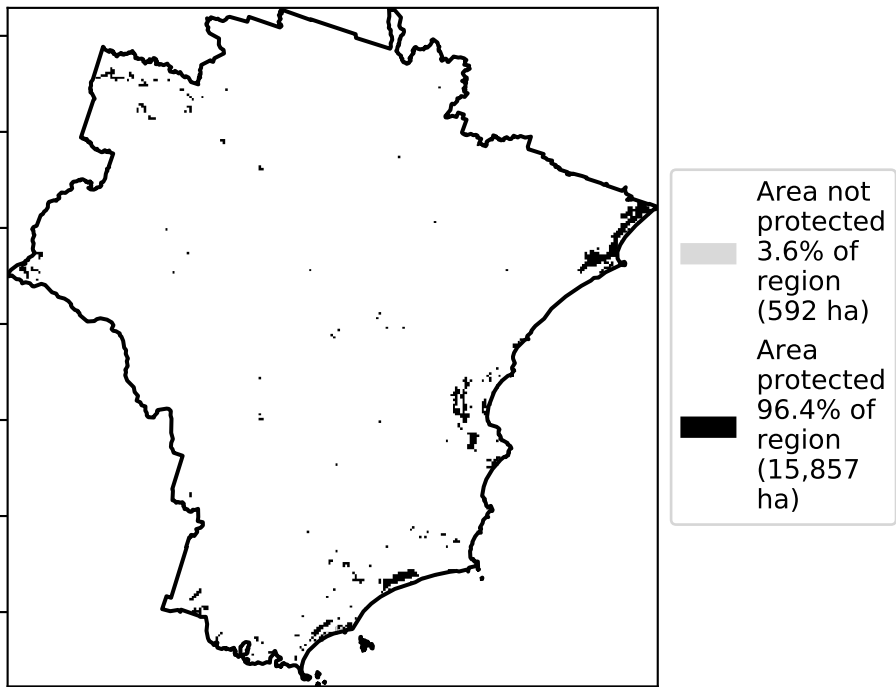 Area not
protected
3.6% of
region
(592 ha)
Area
protected
96.4% of
region
(15,857
ha)